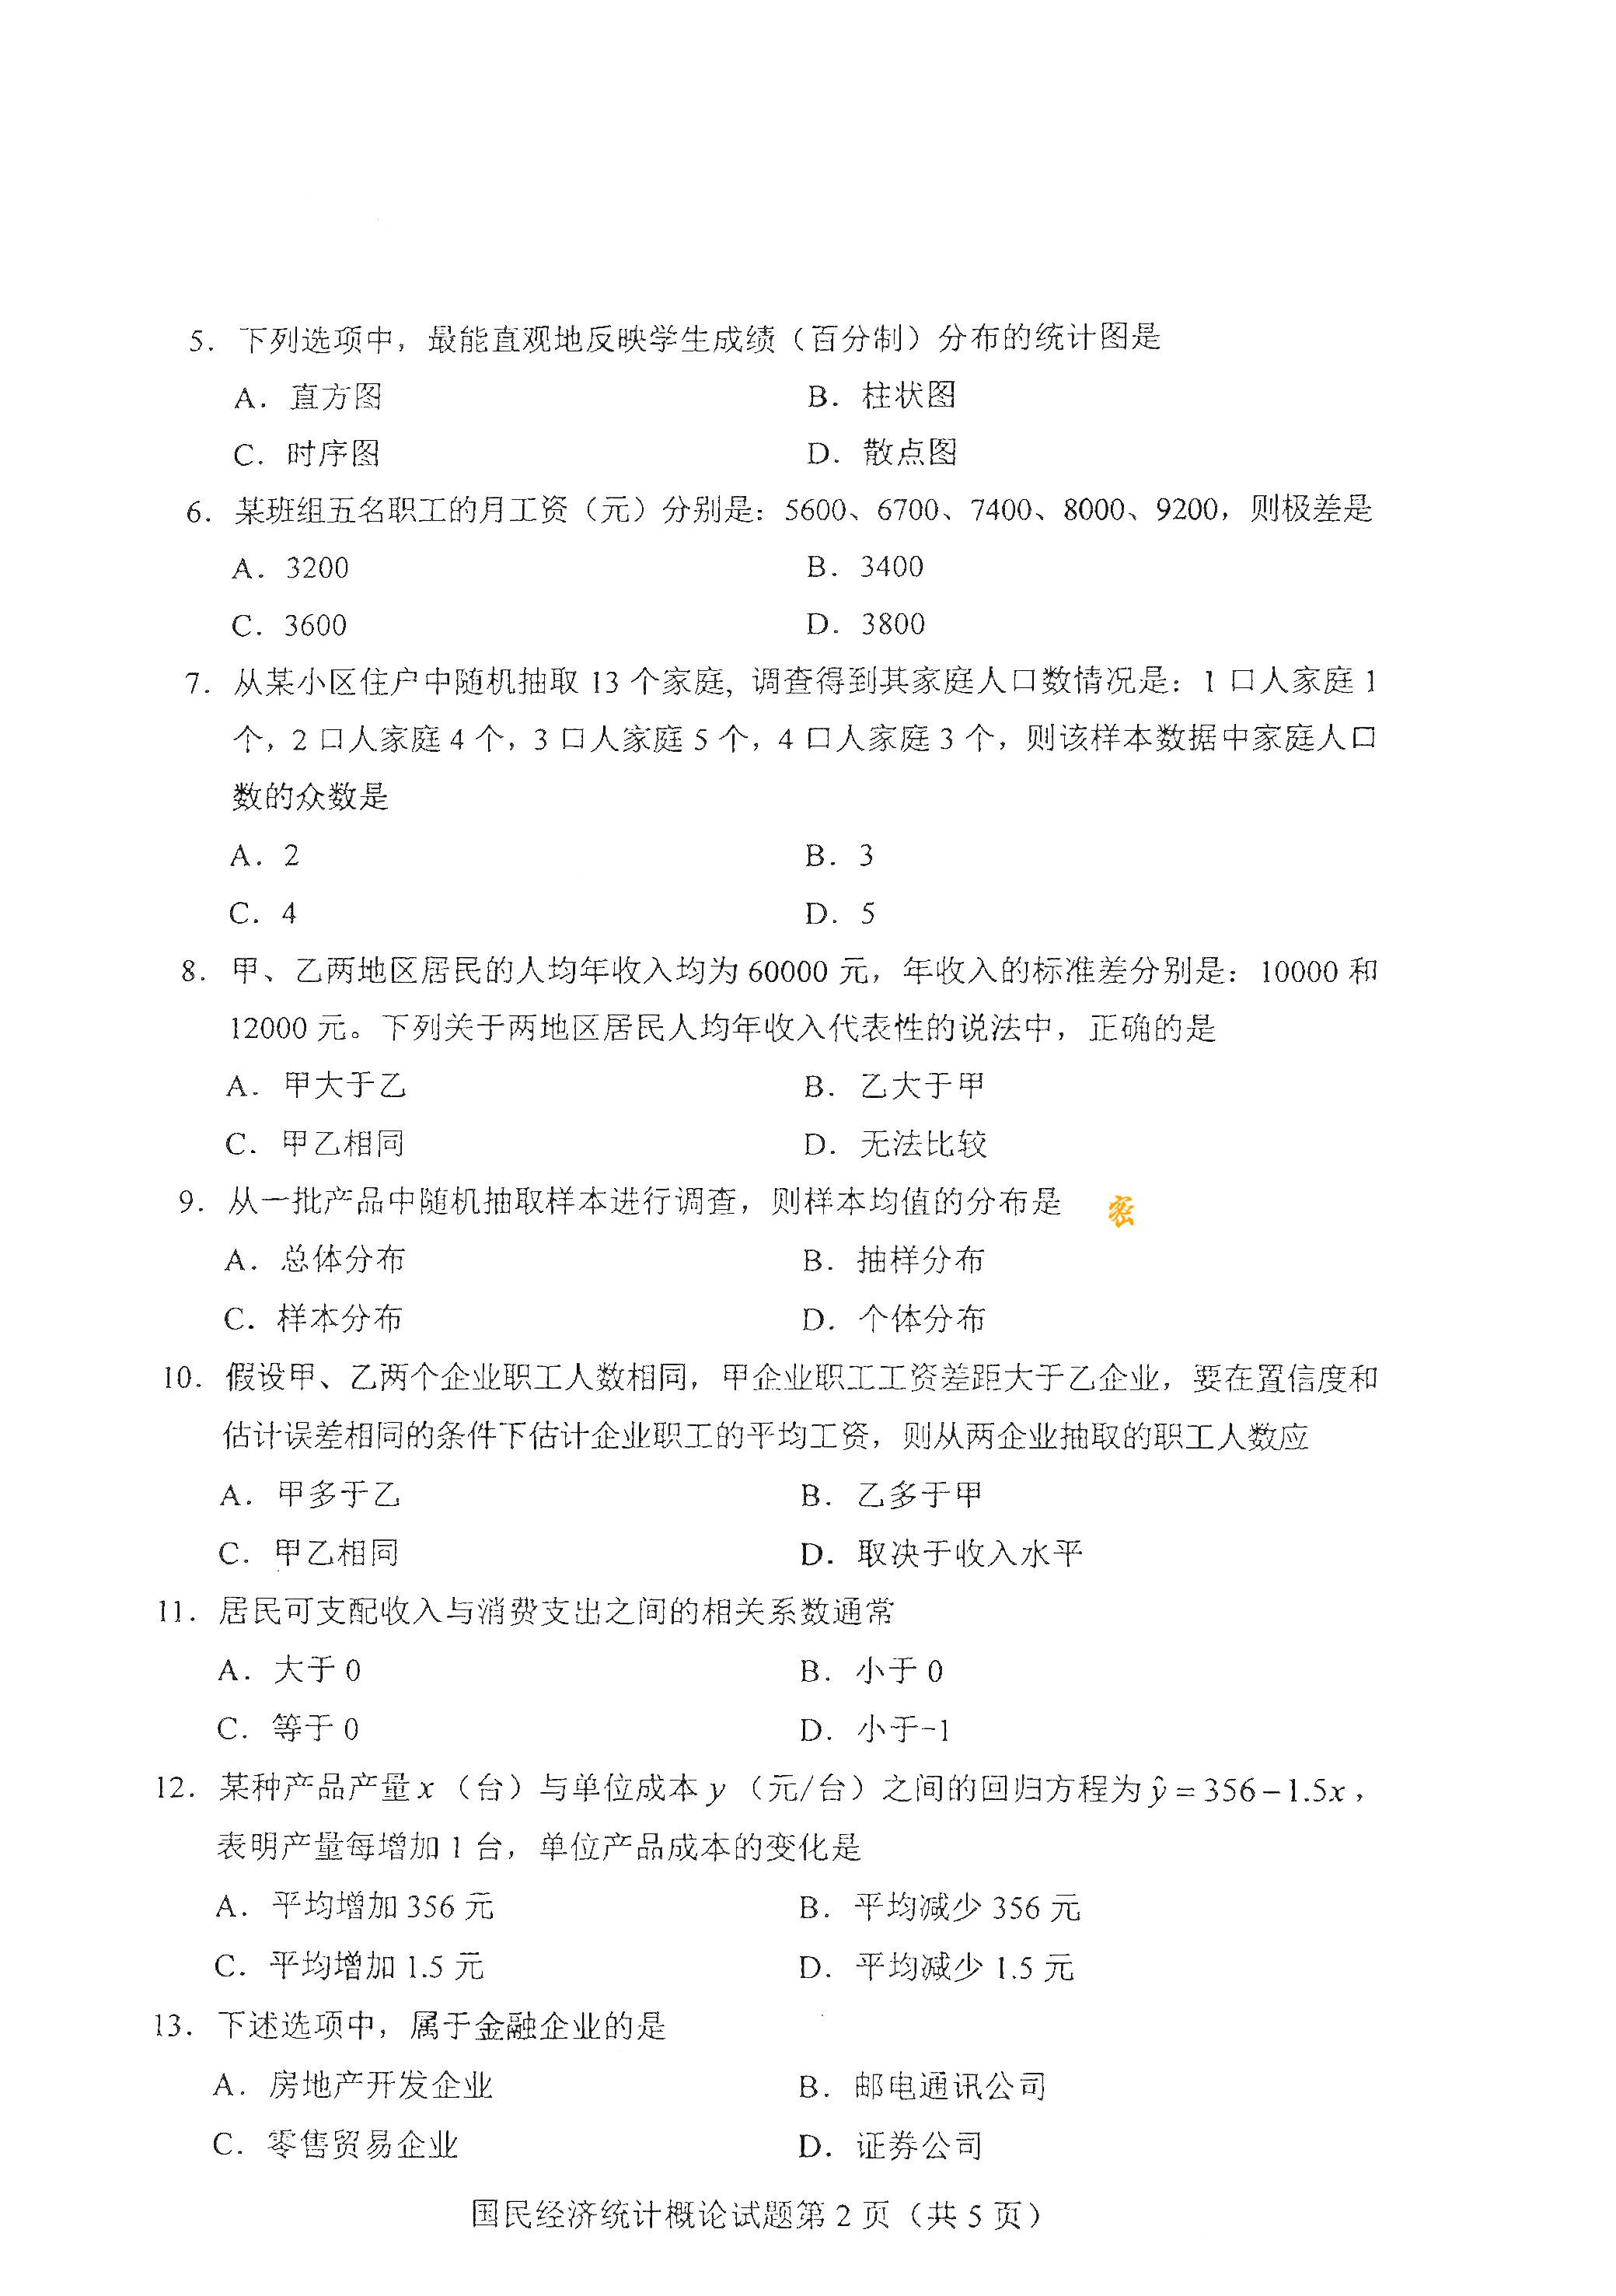 5. 下列选项中，最能直观地反映学生成绩（百分制）分布的统计图是
A. 直方图 B. 柱状图
C. 时序图 D. 散点图
6. 某班组五名职工的月工资（元）分别是：5600、6700、7400、8000、9200，则极差是
A. 3200 B. 3400
C. 3600 D. 3800
7. 从某小区住户中随机抽取 13 个家庭，调查得到其家庭人口数情况是：1 口人家庭 1
个，2 口人家庭 4 个，3 口人家庭 5 个，4 口人家庭 3 个，则该样本数据中家庭人口
数的众数是
A. 2 B. 3
C. 4 D. 5
8. 甲、乙两地区居民的人均年收入均为 60000 元，年收入的标准差分别是：10000 和
12000 元。下列关于两地区居民人均年收入代表性的说法中，正确的是
A. 甲大于乙 B. 乙大于甲
C. 甲乙相同 D. 无法比较
9. 从一批产品中随机抽取样本进行调查，则样本均值的分布是 密
A. 总体分布 B. 抽样分布
C. 样本分布 D. 个体分布
10. 假设甲、乙两个企业职工人数相同，甲企业职工工资差距大于乙企业，要在置信度和
估计误差相同的条件下估计企业职工的平均工资，则从两企业抽取的职工人数应
A. 甲多于乙 B. 乙多于甲
C. 甲乙相同 D. 取决于收入水平
11. 居民可支配收入与消费支出之间的相关系数通常
A. 大于 0 B. 小于 0
C. 等于 0 D. 小于-1
12. 某种产品产量 x （台）与单位成本 y （元/台）之间的回归方程为 ŷ = 356 − 1.5x，
表明产量每增加 1 台，单位产品成本的变化是
A. 平均增加 356 元 B. 平均减少 356 元
C. 平均增加 1.5 元 D. 平均减少 1.5 元
13. 下述选项中，属于金融企业的是
A. 房地产开发企业 B. 邮电通讯公司
C. 零售贸易企业 D. 证券公司
国民经济统计概论试题第 2 页（共 5 页）